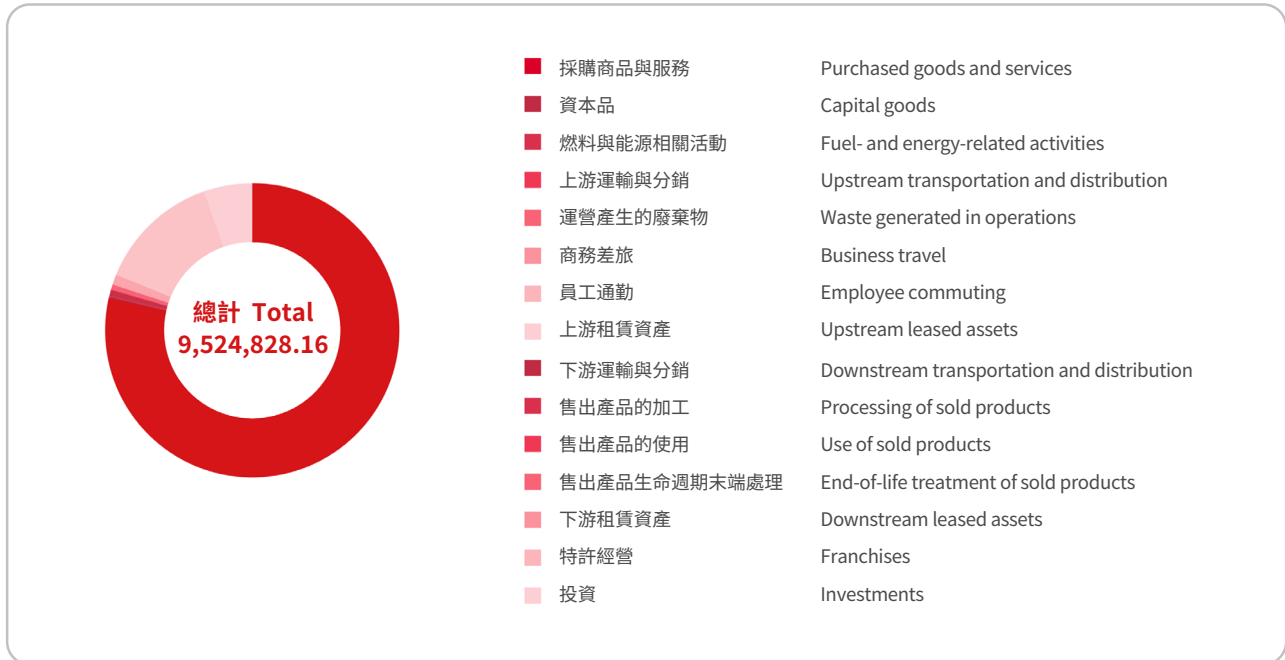 總計 Total
9,524,828.16
採購商品與服務 Purchased goods and services
資本品 Capital goods
燃料與能源相關活動 Fuel- and energy-related activities
上游運輸與分銷 Upstream transportation and distribution
運營產生的廢棄物 Waste generated in operations
商務差旅 Business travel
員工通勤 Employee commuting
上游租賃資產 Upstream leased assets
下游運輸與分銷 Downstream transportation and distribution
售出產品的加工 Processing of sold products
售出產品的使用 Use of sold products
售出產品生命週期末端處理 End-of-life treatment of sold products
下游租賃資產 Downstream leased assets
特許經營 Franchises
投資 Investments